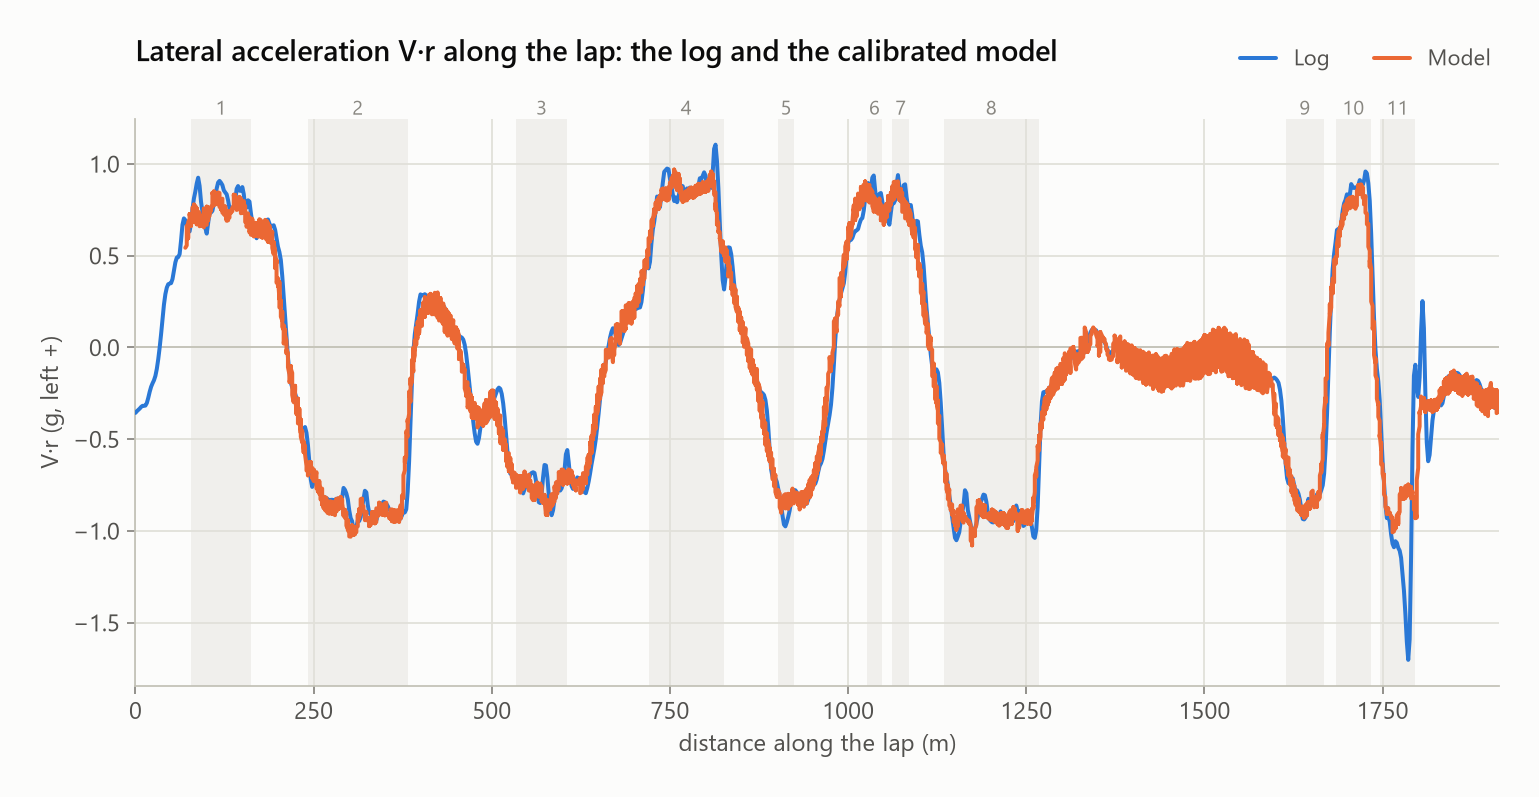 Lateral acceleration V·r along the lap: the log and the calibrated model
Log Model
1 2 3 4 5 6 7 8 9 10 11
1.0
0.5
0.0
−0.5
−1.0
−1.5
V·r (g, left +)
0 250 500 750 1000 1250 1500 1750
distance along the lap (m)